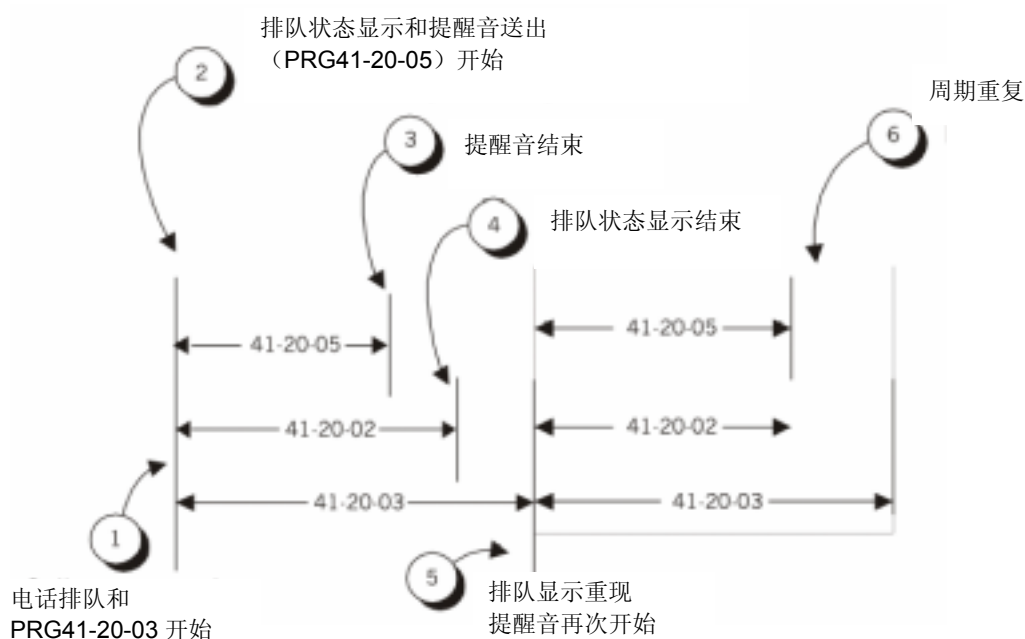 排队状态显示和提醒音送出
（PRG41-20-05）开始
2
周期重复
6
3
提醒音结束
4
排队状态显示结束
41-20-05
41-20-05
41-20-02
41-20-02
41-20-03
41-20-03
1
电话排队和
PRG41-20-03 开始
5
排队显示重现
提醒音再次开始